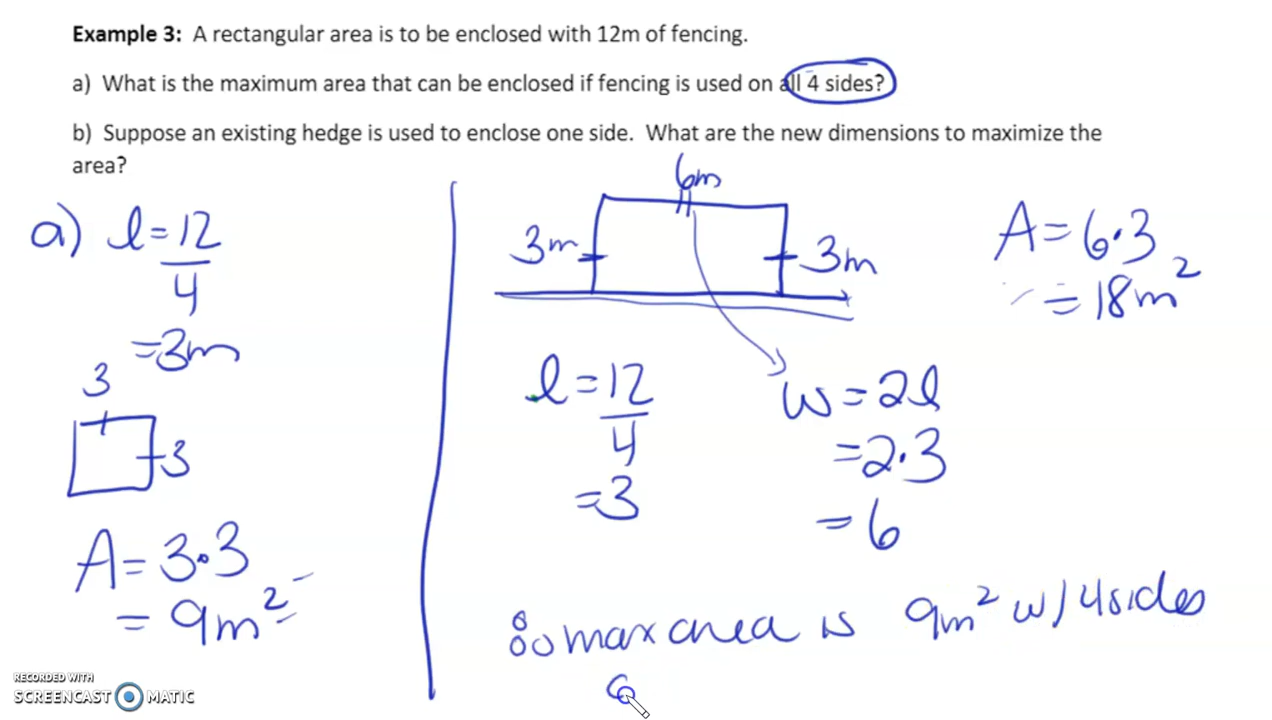 Example 3: A rectangular area is to be enclosed with 12m of fencing.
a) What is the maximum area that can be enclosed if fencing is used on all 4 sides?
b) Suppose an existing hedge is used to enclose one side. What are the new dimensions to maximize the
area?
a) l = 12/4
= 3m
3
3
A = 3·3
= 9m²
6m
3m
3m
l = 12/4
= 3
w = 2l
= 2·3
= 6
A = 6·3
= 18m²
∴ max area is 9m² w/ 4 sides
RECORDED WITH
SCREENCAST MATIC